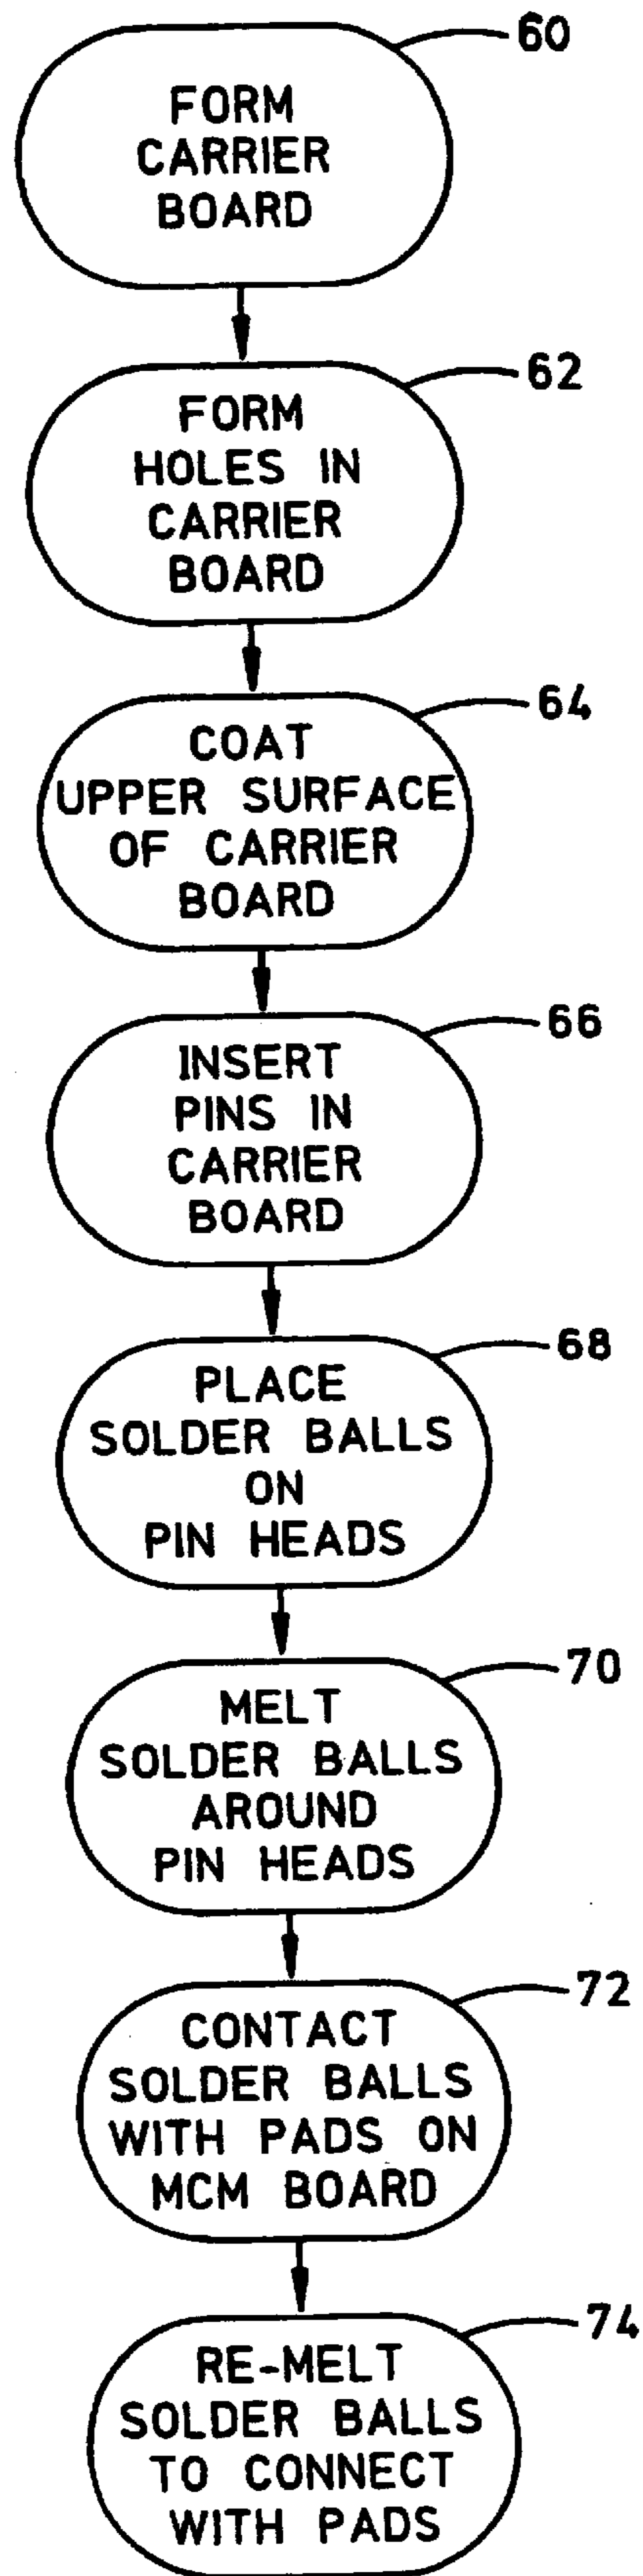 60
FORM
CARRIER
BOARD
62
FORM
HOLES IN
CARRIER
BOARD
64
COAT
UPPER SURFACE
OF CARRIER
BOARD
66
INSERT
PINS IN
CARRIER
BOARD
68
PLACE
SOLDER BALLS
ON
PIN HEADS
70
MELT
SOLDER BALLS
AROUND
PIN HEADS
72
CONTACT
SOLDER BALLS
WITH PADS ON
MCM BOARD
74
RE-MELT
SOLDER BALLS
TO CONNECT
WITH PADS